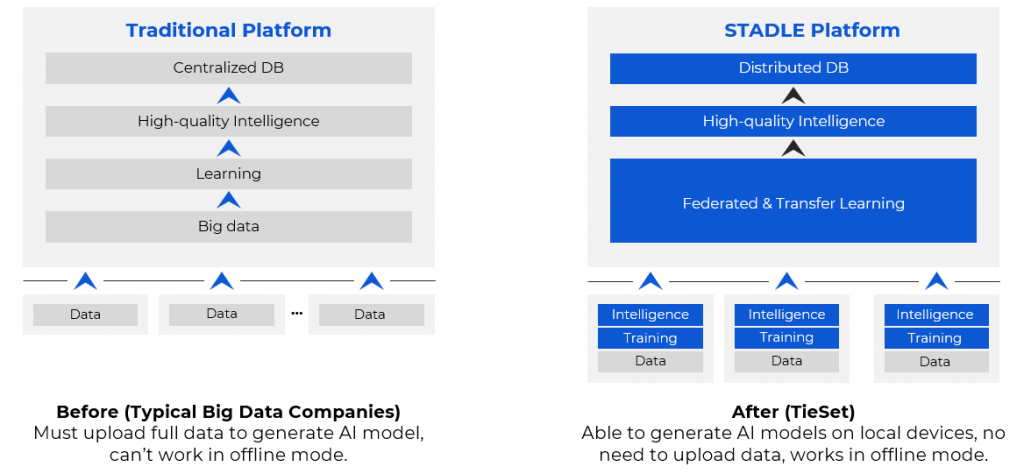 Traditional Platform
Centralized DB
High-quality Intelligence
Learning
Big data
Data
Data
...
Data
Before (Typical Big Data Companies)
Must upload full data to generate AI model,
can’t work in offline mode.
STADLE Platform
Distributed DB
High-quality Intelligence
Federated & Transfer Learning
Intelligence
Training
Data
Intelligence
Training
Data
Intelligence
Training
Data
After (TieSet)
Able to generate AI models on local devices, no
need to upload data, works in offline mode.